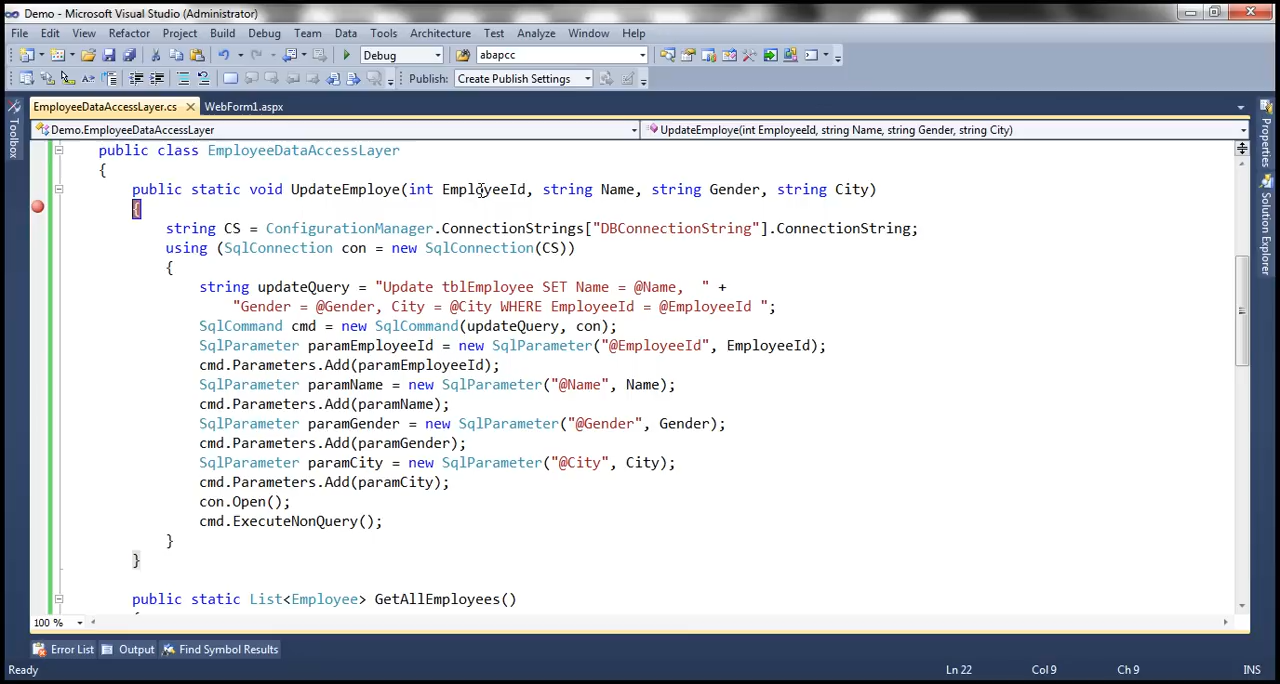 Demo - Microsoft Visual Studio (Administrator)
File Edit View Refactor Project Build Debug Team Data Tools Architecture Test Analyze Window Help
Debug abapcc
Publish: Create Publish Settings
EmployeeDataAccessLayer.cs WebForm1.aspx
Demo.EmployeeDataAccessLayer UpdateEmploye(int EmployeeId, string Name, string Gender, string City)
Toolbox
Properties
Solution Explorer
public class EmployeeDataAccessLayer
{
public static void UpdateEmploye(int EmployeeId, string Name, string Gender, string City)
{
string CS = ConfigurationManager.ConnectionStrings["DBConnectionString"].ConnectionString;
using (SqlConnection con = new SqlConnection(CS))
{
string updateQuery = "Update tblEmployee SET Name = @Name,  " +
"Gender = @Gender, City = @City WHERE EmployeeId = @EmployeeId ";
SqlCommand cmd = new SqlCommand(updateQuery, con);
SqlParameter paramEmployeeId = new SqlParameter("@EmployeeId", EmployeeId);
cmd.Parameters.Add(paramEmployeeId);
SqlParameter paramName = new SqlParameter("@Name", Name);
cmd.Parameters.Add(paramName);
SqlParameter paramGender = new SqlParameter("@Gender", Gender);
cmd.Parameters.Add(paramGender);
SqlParameter paramCity = new SqlParameter("@City", City);
cmd.Parameters.Add(paramCity);
con.Open();
cmd.ExecuteNonQuery();
}
}
public static List<Employee> GetAllEmployees()
100 %
Error List Output Find Symbol Results
Ready Ln 22 Col 9 Ch 9 INS